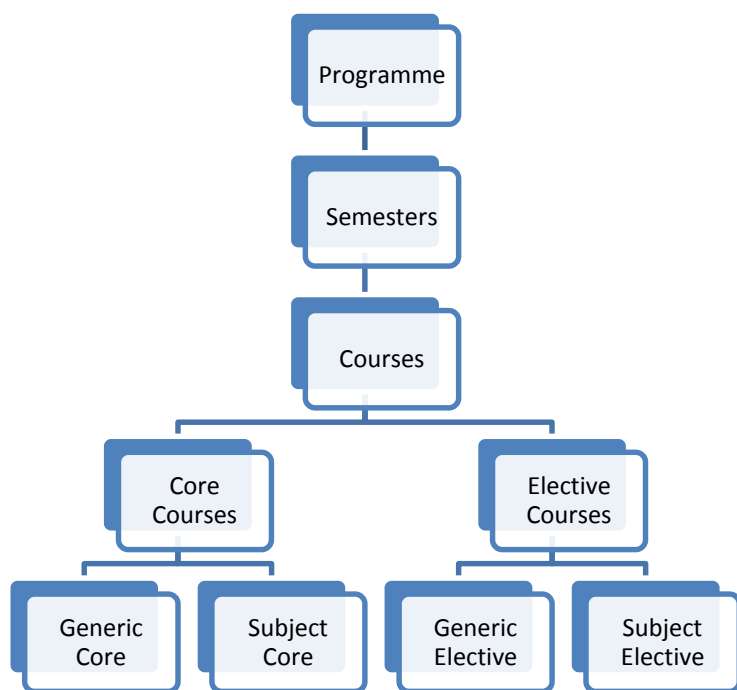 Programme
Semesters
Courses
Core
Courses
Elective
Courses
Generic
Core
Subject
Core
Generic
Elective
Subject
Elective